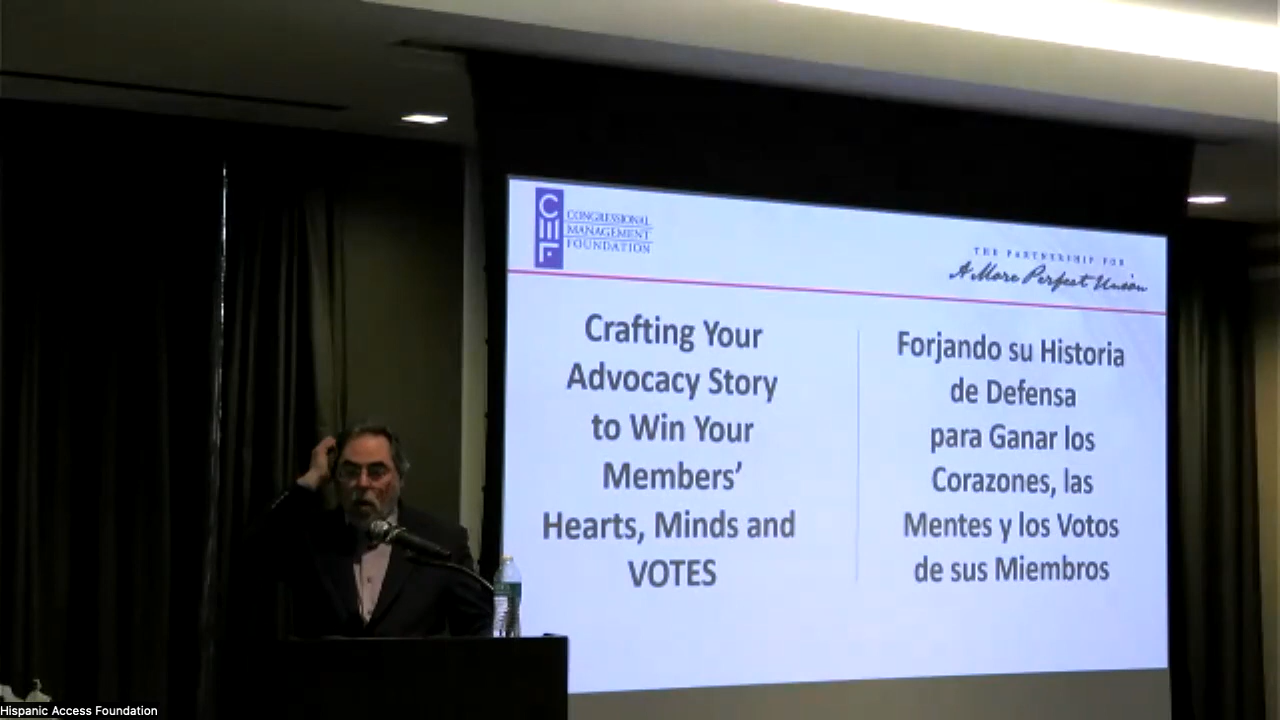 CMF
CONGRESSIONAL
MANAGEMENT
FOUNDATION
THE PARTNERSHIP FOR
A More Perfect Union
Crafting Your
Advocacy Story
to Win Your
Members’
Hearts, Minds and
VOTES
Forjando su Historia
de Defensa
para Ganar los
Corazones, las
Mentes y los Votos
de sus Miembros
Hispanic Access Foundation